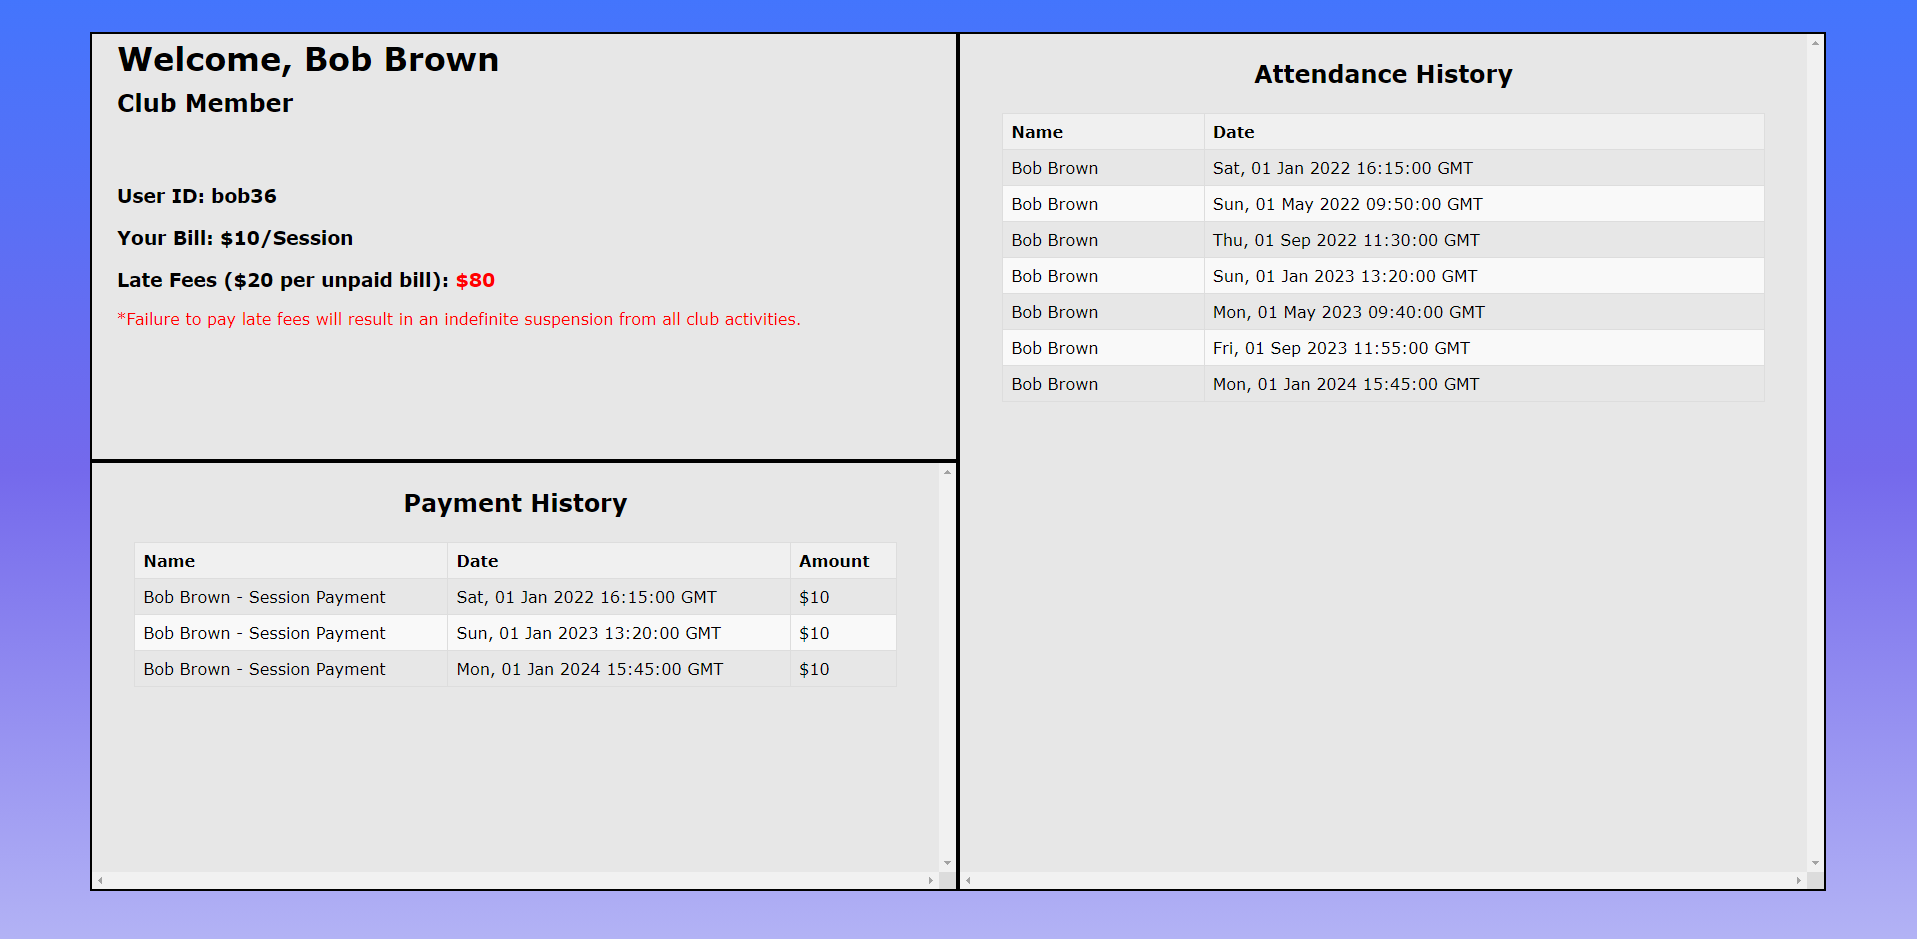 Welcome, Bob Brown
Club Member
User ID: bob36
Your Bill: $10/Session
Late Fees ($20 per unpaid bill): $80
*Failure to pay late fees will result in an indefinite suspension from all club activities.
Payment History
Name Date Amount
Bob Brown - Session Payment Sat, 01 Jan 2022 16:15:00 GMT $10
Bob Brown - Session Payment Sun, 01 Jan 2023 13:20:00 GMT $10
Bob Brown - Session Payment Mon, 01 Jan 2024 15:45:00 GMT $10
Attendance History
Name Date
Bob Brown Sat, 01 Jan 2022 16:15:00 GMT
Bob Brown Sun, 01 May 2022 09:50:00 GMT
Bob Brown Thu, 01 Sep 2022 11:30:00 GMT
Bob Brown Sun, 01 Jan 2023 13:20:00 GMT
Bob Brown Mon, 01 May 2023 09:40:00 GMT
Bob Brown Fri, 01 Sep 2023 11:55:00 GMT
Bob Brown Mon, 01 Jan 2024 15:45:00 GMT